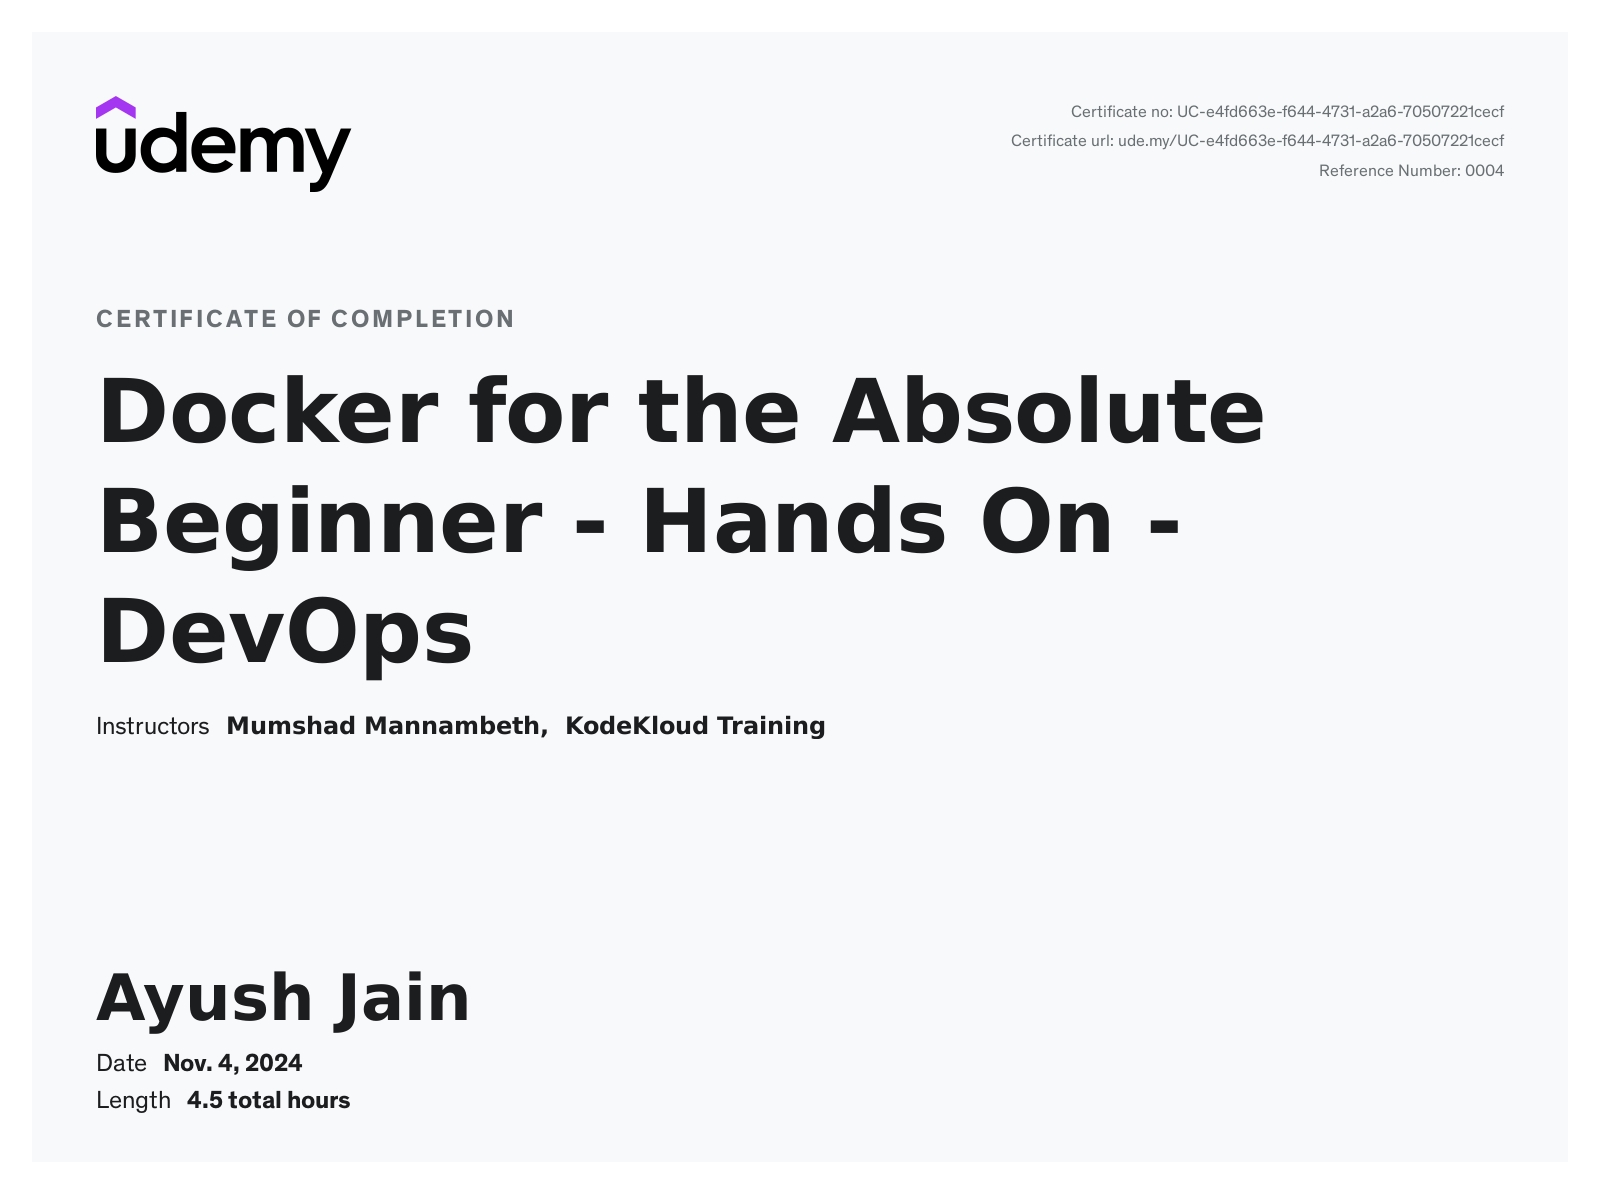 udemy
Certificate no: UC-e4fd663e-f644-4731-a2a6-70507221cecf
Certificate url: ude.my/UC-e4fd663e-f644-4731-a2a6-70507221cecf
Reference Number: 0004
CERTIFICATE OF COMPLETION
Docker for the Absolute
Beginner - Hands On -
DevOps
Instructors Mumshad Mannambeth, KodeKloud Training
Ayush Jain
Date Nov. 4, 2024
Length 4.5 total hours